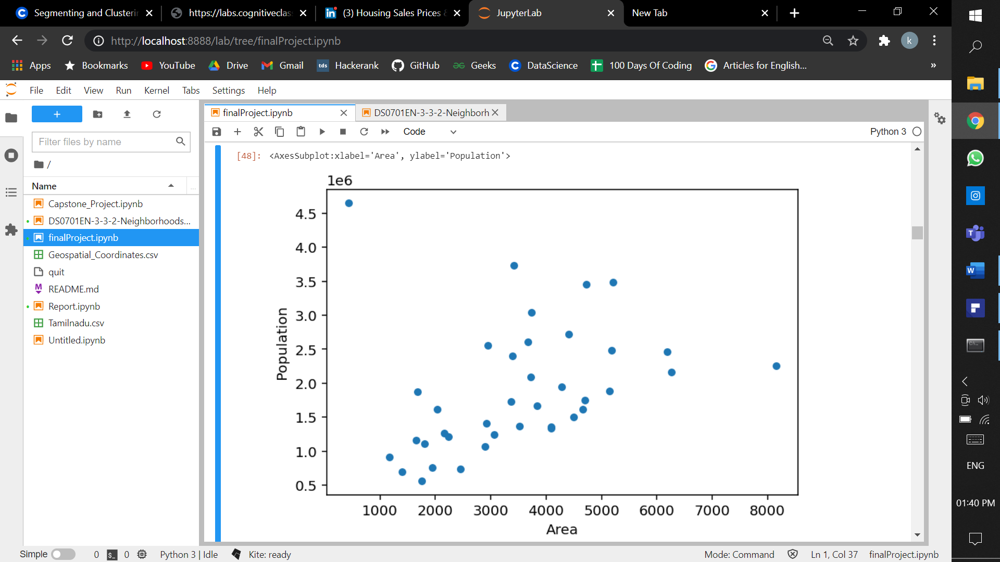 Segmenting and Clusterin
https://labs.cognitiveclas
(3) Housing Sales Prices &
JupyterLab
New Tab
http://localhost:8888/lab/tree/finalProject.ipynb
k
Apps
Bookmarks
YouTube
Drive
Gmail
tds
Hackerank
GitHub
Geeks
DataScience
100 Days Of Coding
Articles for English...
»
File
Edit
View
Run
Kernel
Tabs
Settings
Help
finalProject.ipynb
DS0701EN-3-3-2-Neighborh
Filter files by name
Code
Python 3
/
Name
Capstone_Project.ipynb
DS0701EN-3-3-2-Neighborhoods...
finalProject.ipynb
Geospatial_Coordinates.csv
quit
README.md
Report.ipynb
Tamilnadu.csv
Untitled.ipynb
[48]: <AxesSubplot:xlabel='Area', ylabel='Population'>
1e6
4.5
4.0
3.5
3.0
2.5
2.0
1.5
1.0
0.5
Population
1000 2000 3000 4000 5000 6000 7000 8000
Area
Simple
0
0
Python 3 | Idle
Kite: ready
Mode: Command
Ln 1, Col 37
finalProject.ipynb
ENG
01:40 PM